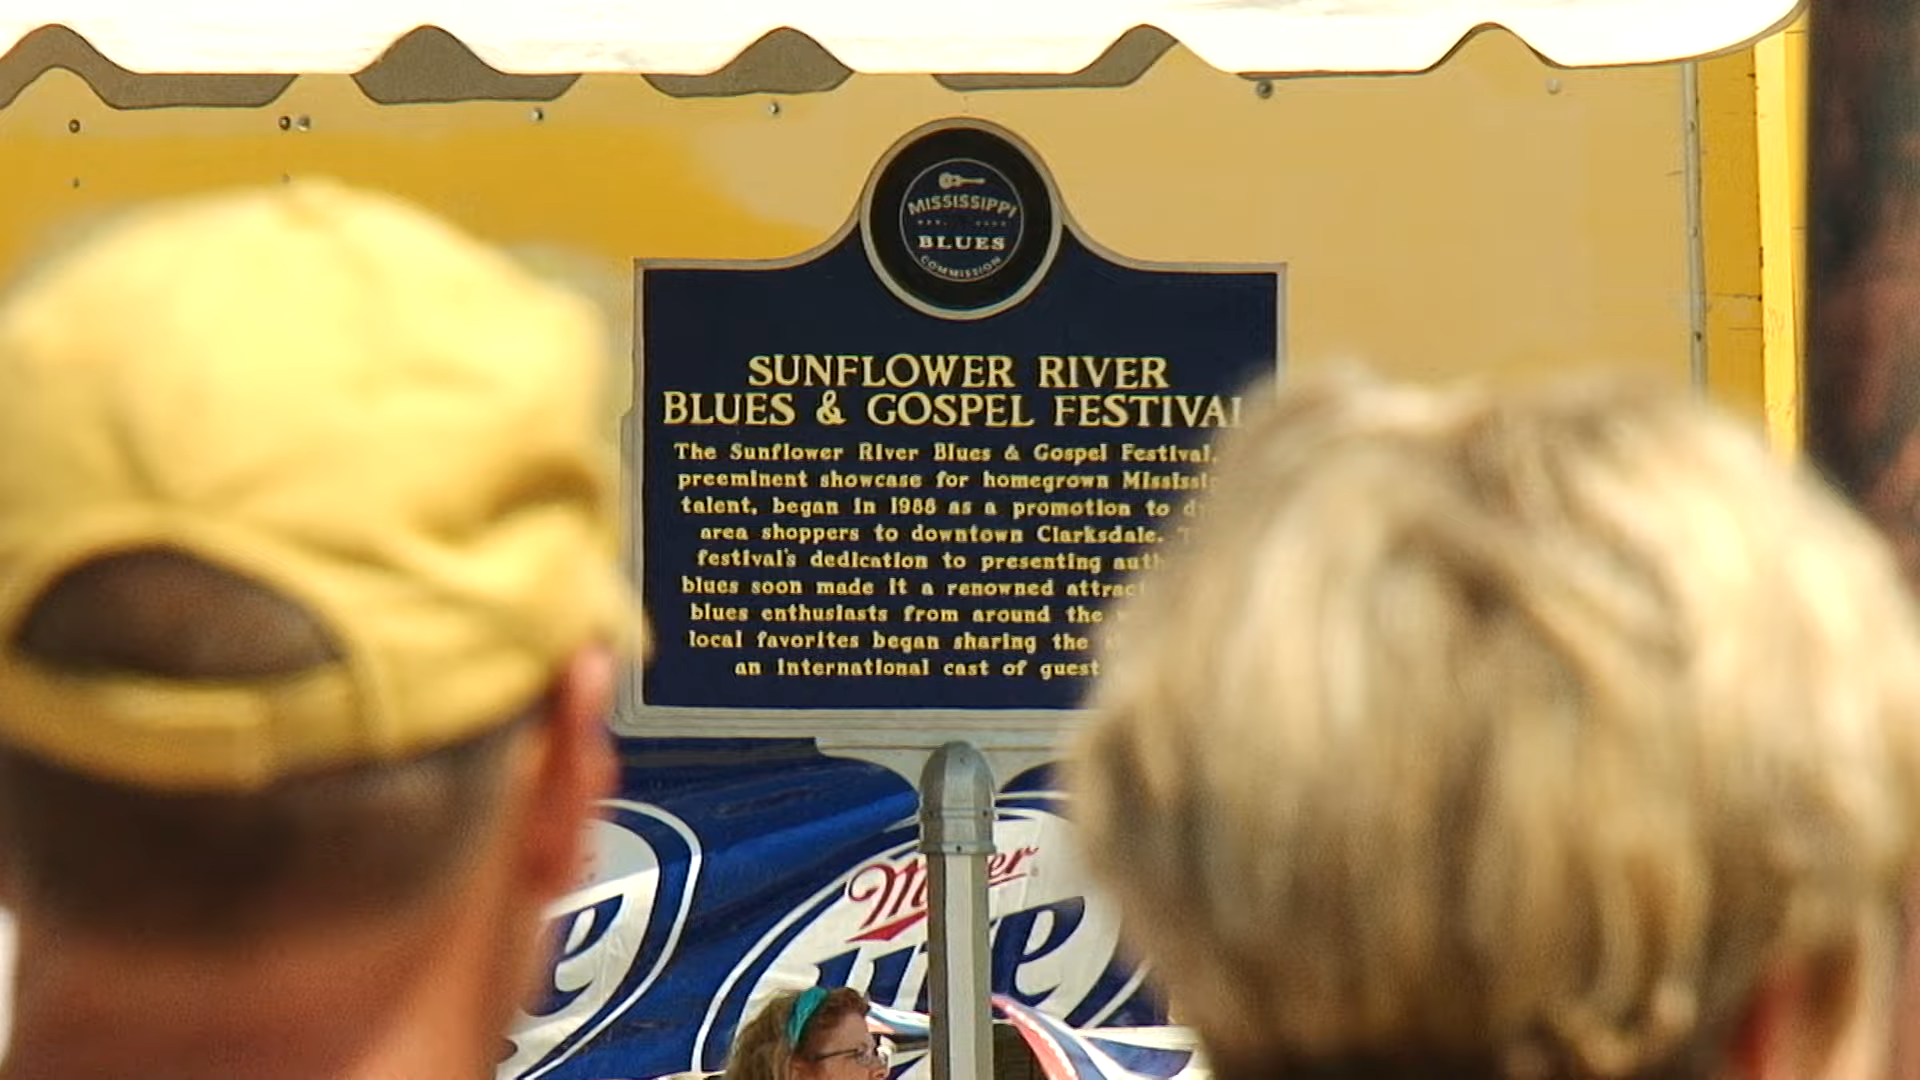 MISSISSIPPI
BLUES
COMMISSION
SUNFLOWER RIVER
BLUES & GOSPEL FESTIVAL
The Sunflower River Blues & Gospel Festival,
preeminent showcase for homegrown
talent, began in 1988 as a promotion to
area shoppers to downtown Clarksdale.
festival's dedication to presenting
blues soon made it a renowned
blues enthusiasts from around the
local favorites began sharing the
an international cast of guest
Lite